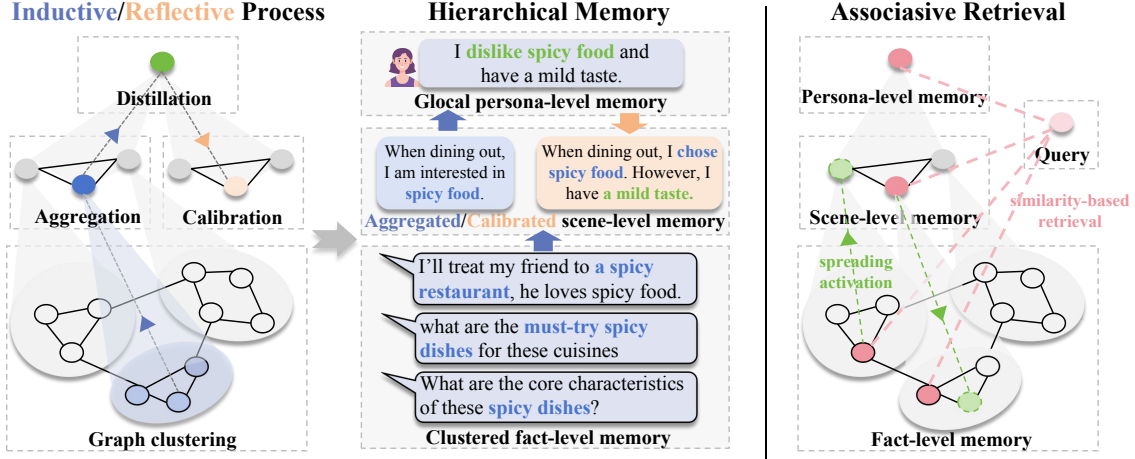 Inductive/Reflective Process
Distillation
Aggregation
Calibration
Graph clustering
Hierarchical Memory
I dislike spicy food and
have a mild taste.
Glocal persona-level memory
When dining out,
I am interested in
spicy food.
When dining out, I chose
spicy food. However, I
have a mild taste.
Aggregated/Calibrated scene-level memory
I'll treat my friend to a spicy
restaurant, he loves spicy food.
what are the must-try spicy
dishes for these cuisines
What are the core characteristics
of these spicy dishes?
Clustered fact-level memory
Associasive Retrieval
Persona-level memory
Query
Scene-level memory
similarity-based
retrieval
spreading
activation
Fact-level memory